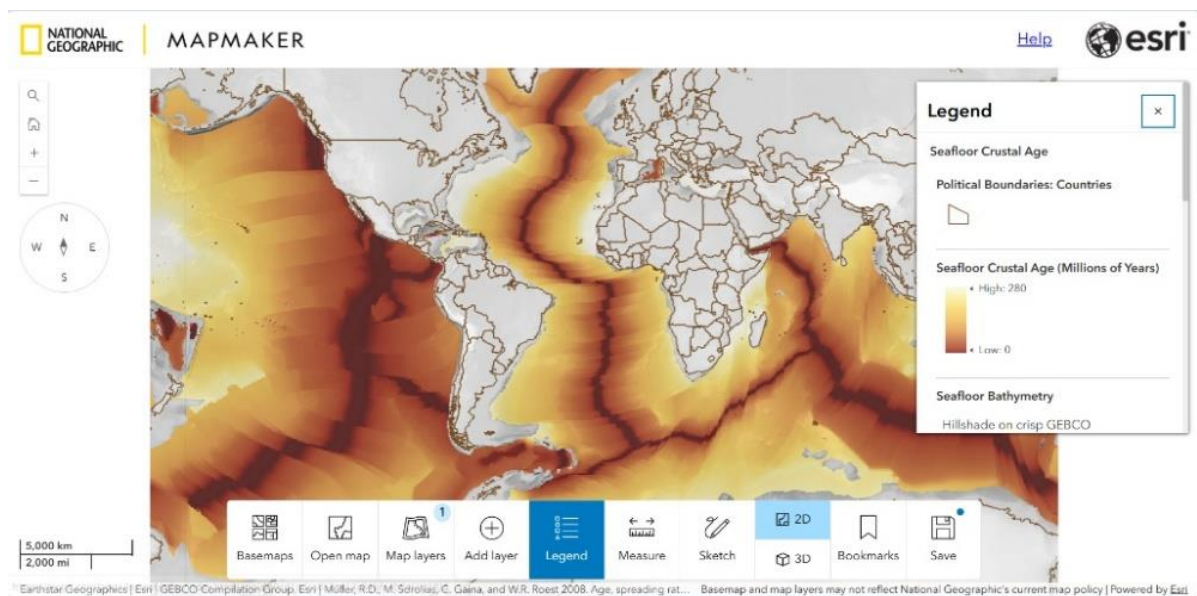 NATIONAL
GEOGRAPHIC
MAPMAKER
Help
esri
N
W E
S
Legend
Seafloor Crustal Age
Political Boundaries: Countries
Seafloor Crustal Age (Millions of Years)
High: 280
Low: 0
Seafloor Bathymetry
Hillshade on crisp GEBCO
1
2D
Basemaps Open map Map layers Add layer Legend Measure Sketch 3D Bookmarks Save
5,000 km
2,000 mi
Earthstar Geographics | Esri | GEBCO Compilation Group, Esri | Müller, R.D., M. Sdrolias, C. Gaina, and W.R. Roest 2008. Age, spreading rat... Basemap and map layers may not reflect National Geographic's current map policy | Powered by Esri